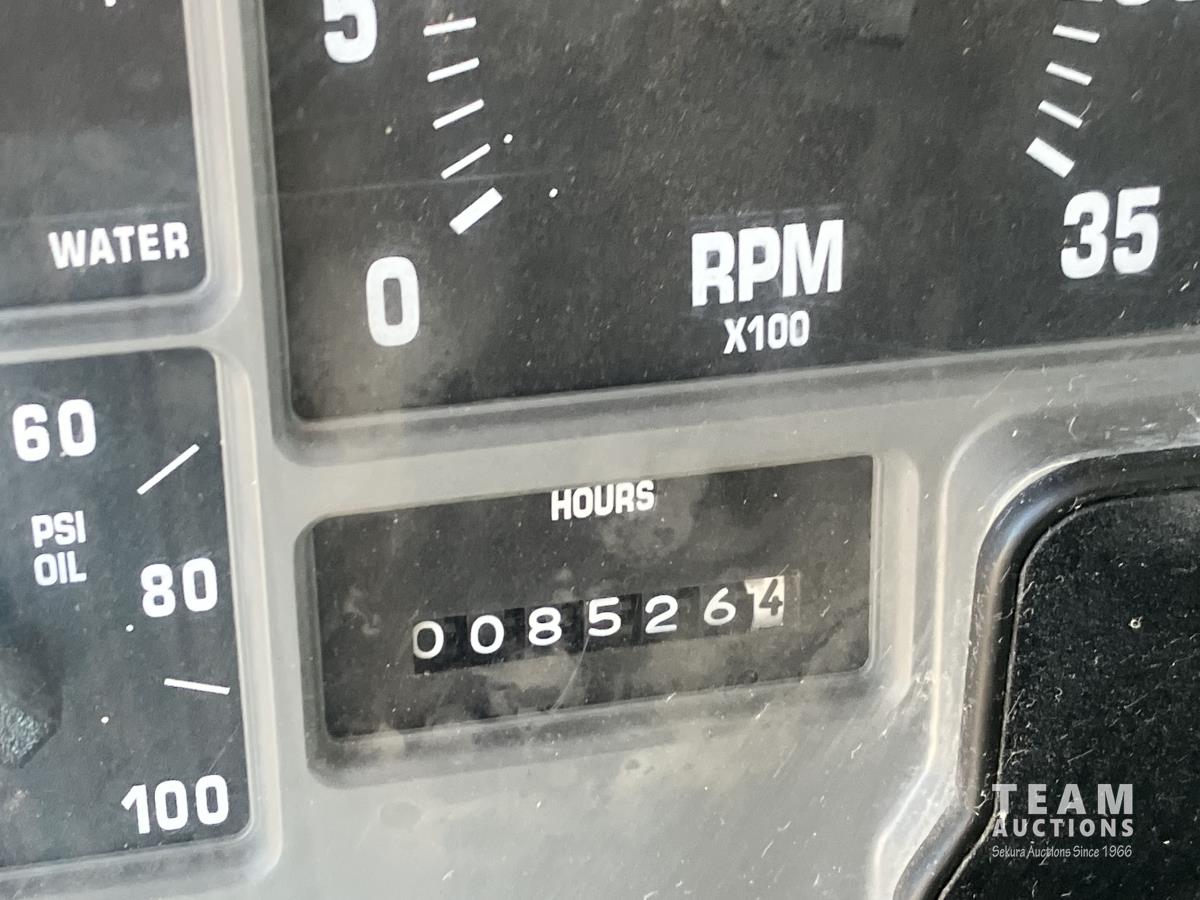 5
0
RPM
X100
35
WATER
60
PSI
OIL
80
100
HOURS
0085264
TEAM
AUCTIONS
Sekura Auctions Since 1966